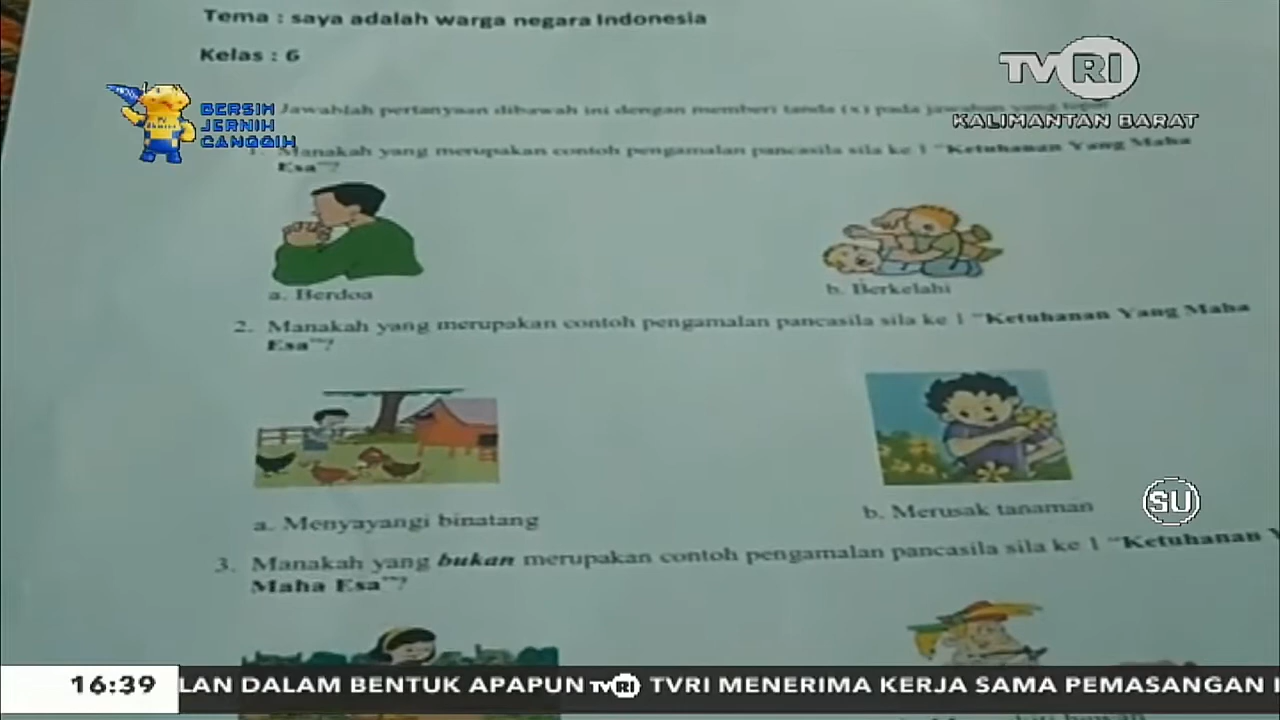 Tema : saya adalah warga negara Indonesia
Kelas : 6
TVRI
KALIMANTAN BARAT
BERSIH
JERNIH
CANGGIH
Jawablah pertanyaan dibawah ini dengan memberi tanda (x) pada jawaban yang
1. Manakah yang merupakan contoh pengamalan pancasila sila ke 1 "Ketuhanan Yang Maha
Esa"?
a. Berdoa
b. Berkelahi
2. Manakah yang merupakan contoh pengamalan pancasila sila ke 1 "Ketuhanan Yang Maha
Esa"?
a. Menyayangi binatang
b. Merusak tanaman
SU
3. Manakah yang bukan merupakan contoh pengamalan pancasila sila ke 1 "Ketuhanan Y
Maha Esa"?
16:39
LAN DALAM BENTUK APAPUN TVRI TVRI MENERIMA KERJA SAMA PEMASANGAN I